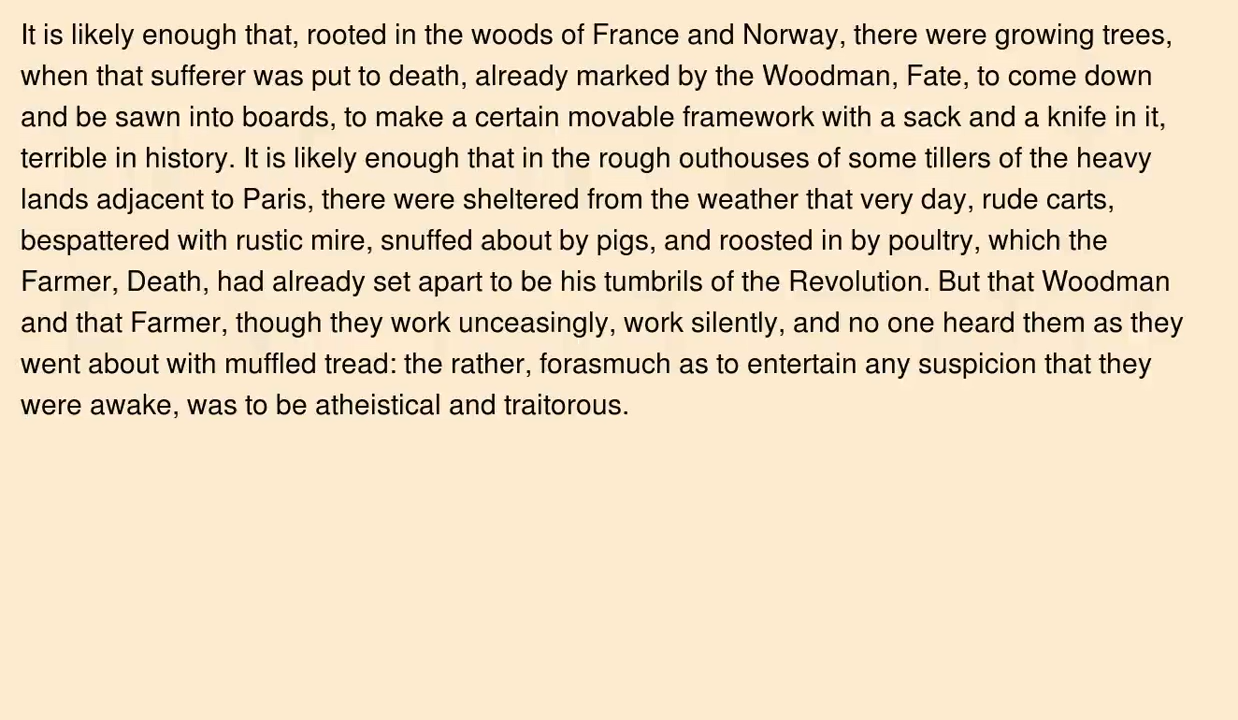 It is likely enough that, rooted in the woods of France and Norway, there were growing trees,
when that sufferer was put to death, already marked by the Woodman, Fate, to come down
and be sawn into boards, to make a certain movable framework with a sack and a knife in it,
terrible in history. It is likely enough that in the rough outhouses of some tillers of the heavy
lands adjacent to Paris, there were sheltered from the weather that very day, rude carts,
bespattered with rustic mire, snuffed about by pigs, and roosted in by poultry, which the
Farmer, Death, had already set apart to be his tumbrils of the Revolution. But that Woodman
and that Farmer, though they work unceasingly, work silently, and no one heard them as they
went about with muffled tread: the rather, forasmuch as to entertain any suspicion that they
were awake, was to be atheistical and traitorous.